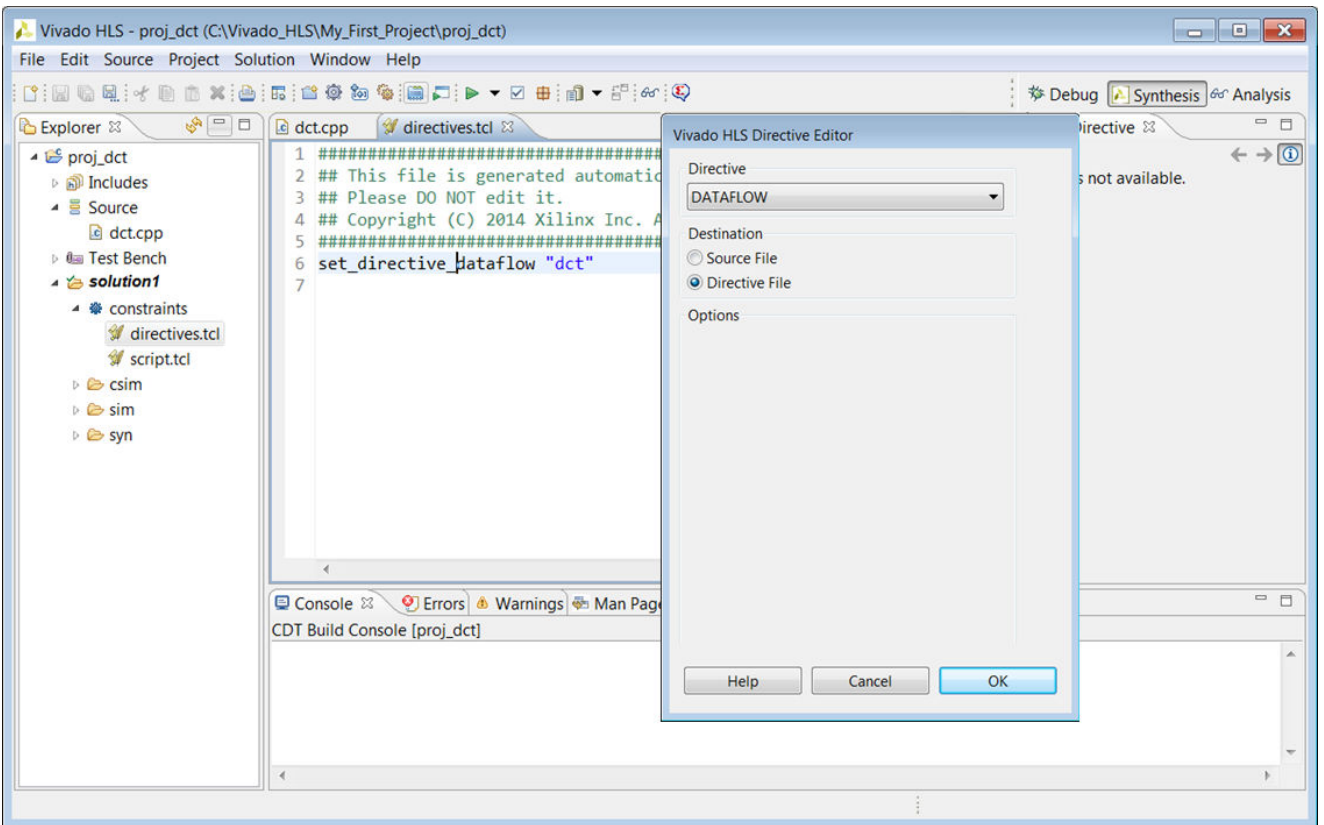 Vivado HLS - proj_dct (C:\Vivado_HLS\My_First_Project\proj_dct)
File Edit Source Project Solution Window Help
Debug Synthesis Analysis
Explorer
proj_dct
Includes
Source
dct.cpp
Test Bench
solution1
constraints
directives.tcl
script.tcl
csim
sim
syn
dct.cpp directives.tcl
1 ###################################
2 ## This file is generated automatic
3 ## Please DO NOT edit it.
4 ## Copyright (C) 2014 Xilinx Inc. A
5 ###################################
6 set_directive_dataflow "dct"
7
Vivado HLS Directive Editor
Directive
DATAFLOW
Destination
Source File
Directive File
Options
Help Cancel OK
irective
not available.
Console Errors Warnings Man Pag
CDT Build Console [proj_dct]